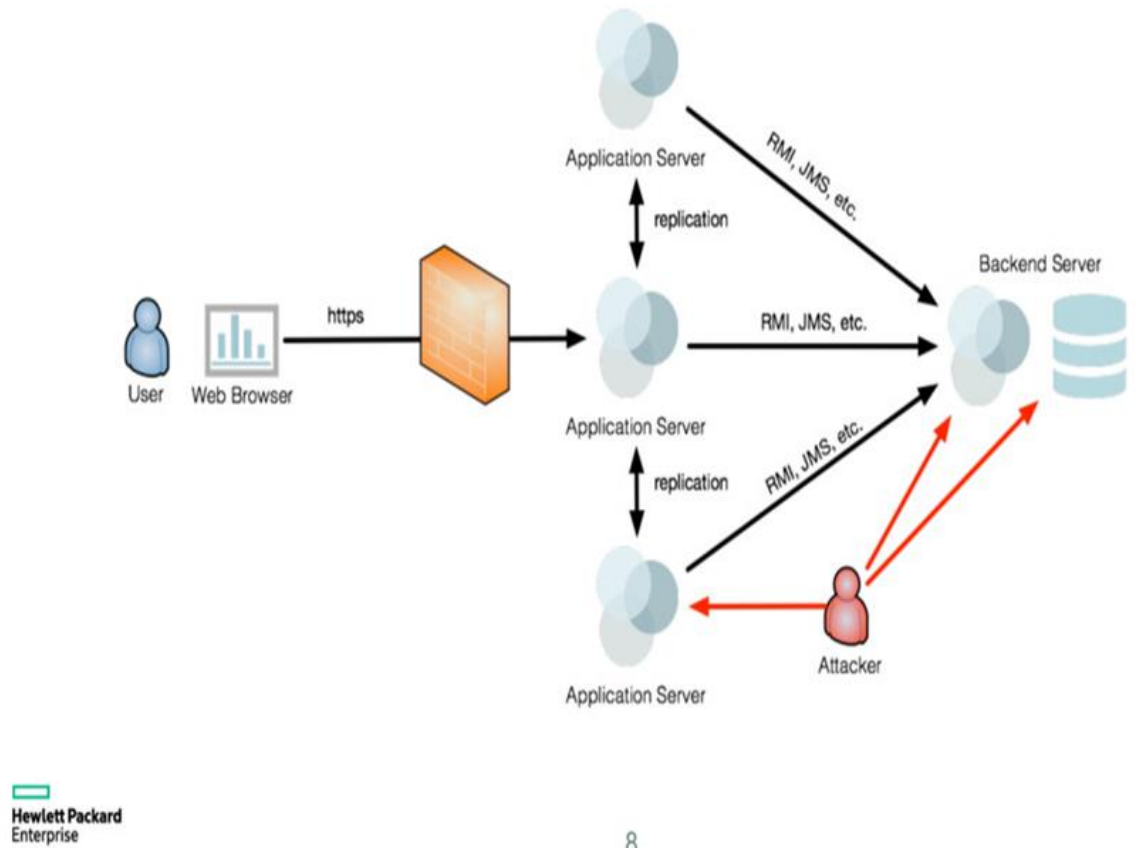 Application Server
RMI, JMS, etc.
replication
Backend Server
https
RMI, JMS, etc.
User
Web Browser
Application Server
replication
RMI, JMS, etc.
Attacker
Application Server
Hewlett Packard
Enterprise
8